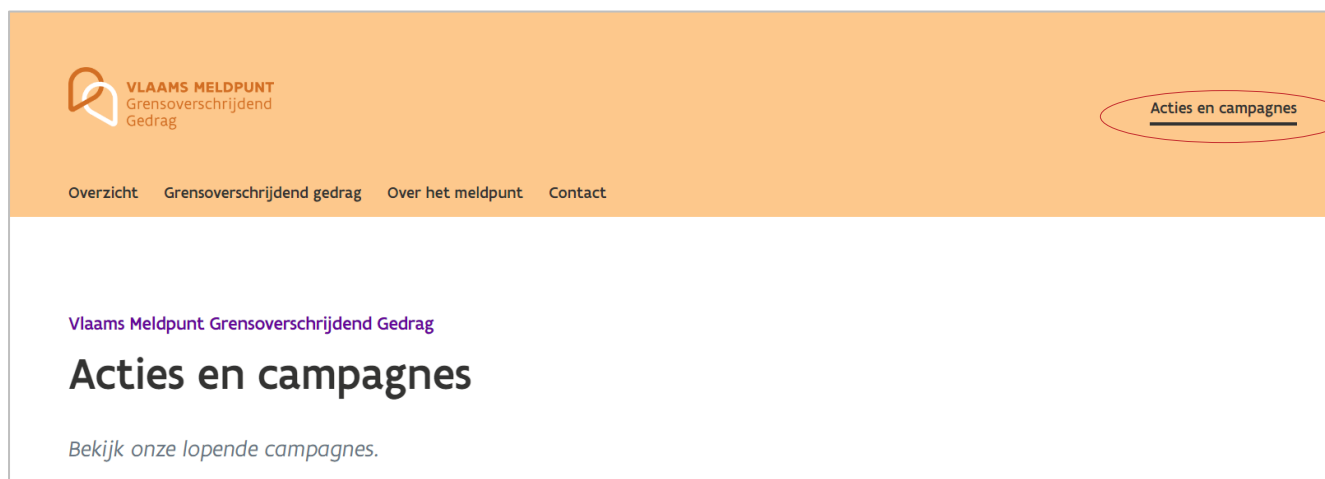 VLAAMS MELDPUNT
Grensoverschrijdend
Gedrag
Acties en campagnes
Overzicht Grensoverschrijdend gedrag Over het meldpunt Contact
Vlaams Meldpunt Grensoverschrijdend Gedrag
Acties en campagnes
Bekijk onze lopende campagnes.